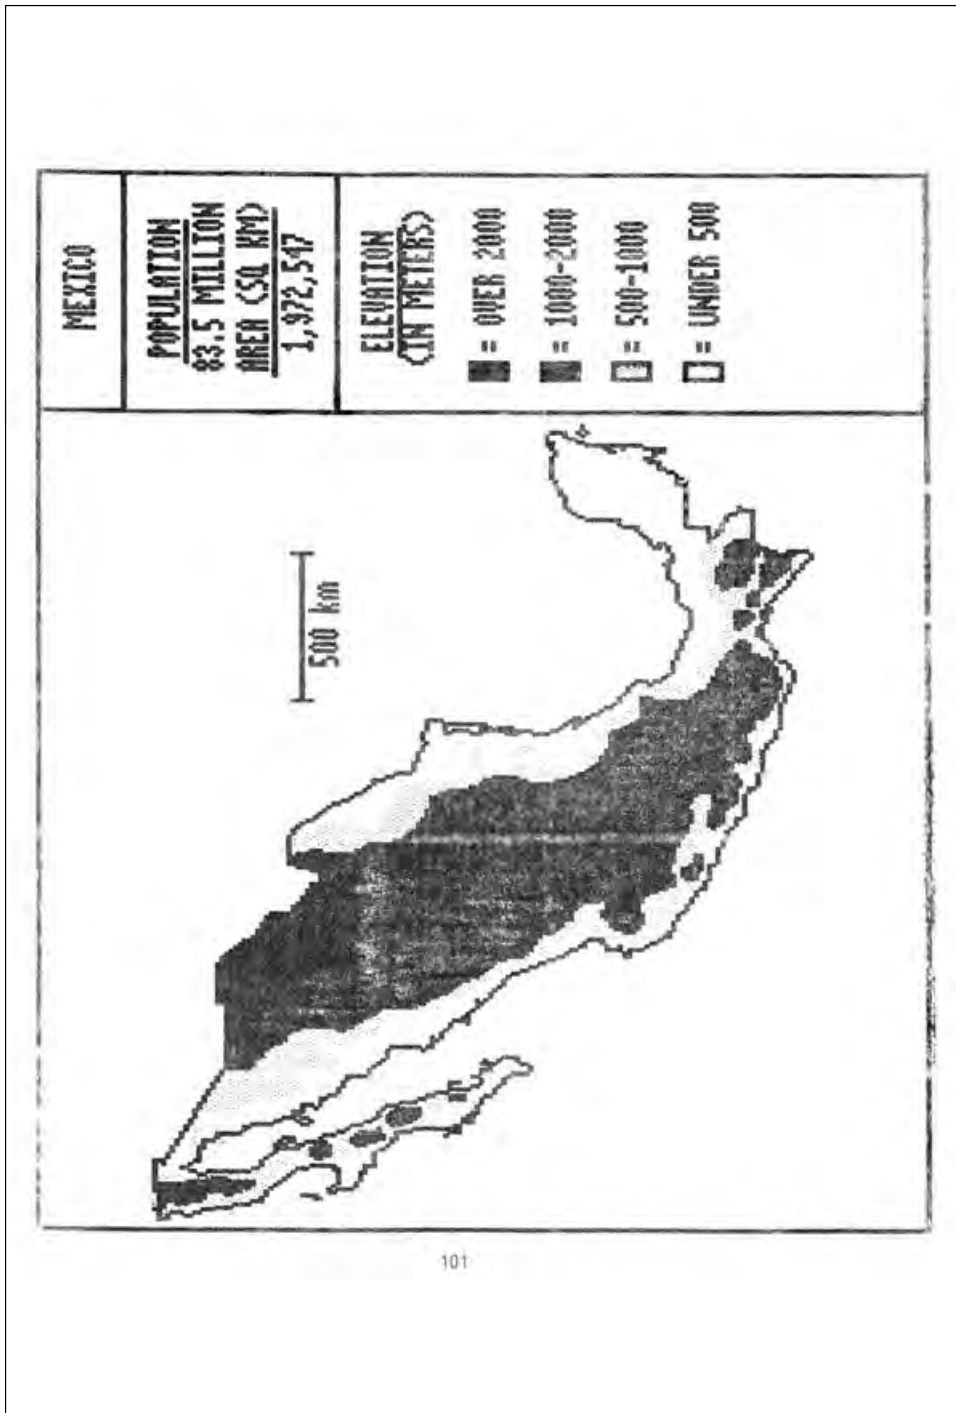 MEXICO
POPULATION
83.5 MILLION
AREA (SQ KM)
1,972,547
ELEVATION
(IN METERS)
= OVER 2000
= 1000-2000
= 500-1000
= UNDER 500
500 km
101